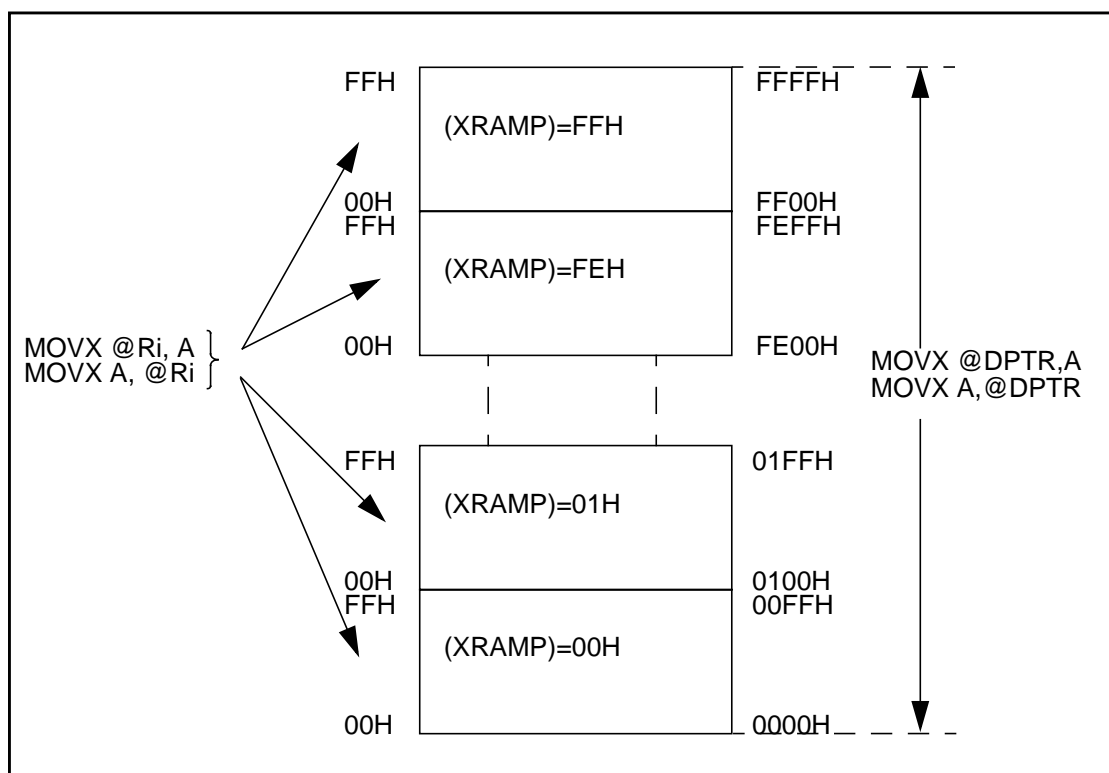 FFH
FFFFH
(XRAMP)=FFH
00H
FF00H
FFH
FEFFH
(XRAMP)=FEH
00H
FE00H
MOVX @Ri, A
MOVX A, @Ri
MOVX @DPTR,A
MOVX A,@DPTR
FFH
01FFH
(XRAMP)=01H
00H
0100H
FFH
00FFH
(XRAMP)=00H
00H
0000H